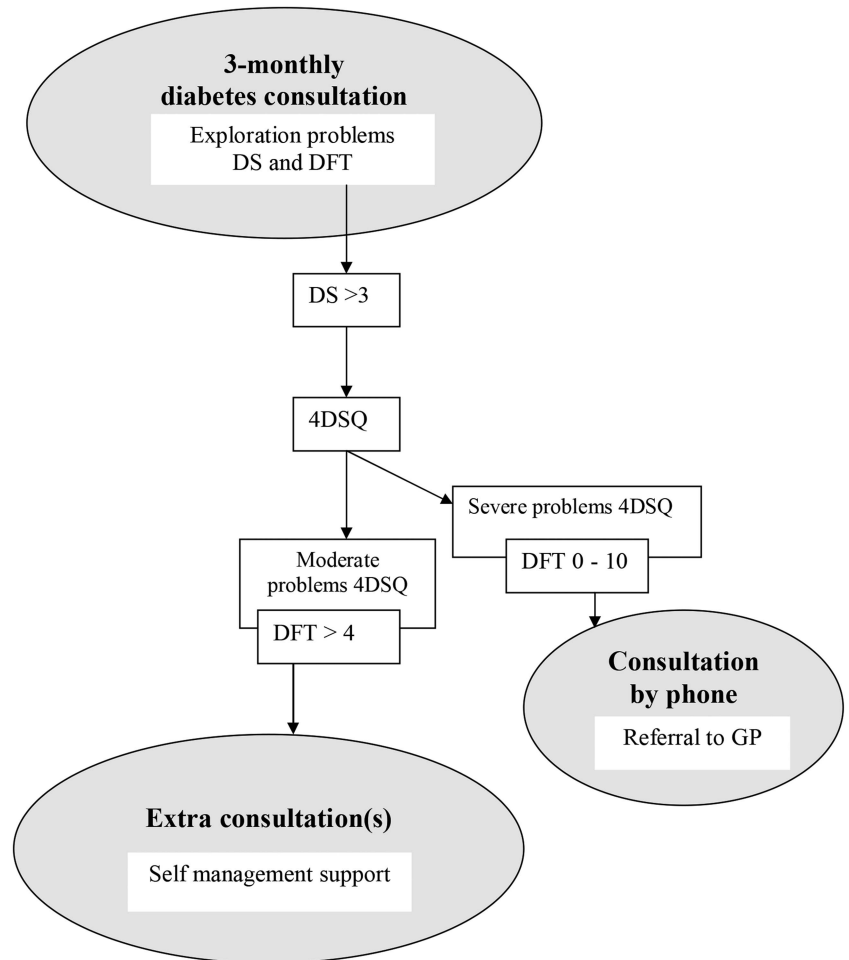 3-monthly
diabetes consultation
Exploration problems
DS and DFT
DS >3
4DSQ
Severe problems 4DSQ
DFT 0 - 10
Moderate
problems 4DSQ
DFT > 4
Consultation
by phone
Referral to GP
Extra consultation(s)
Self management support